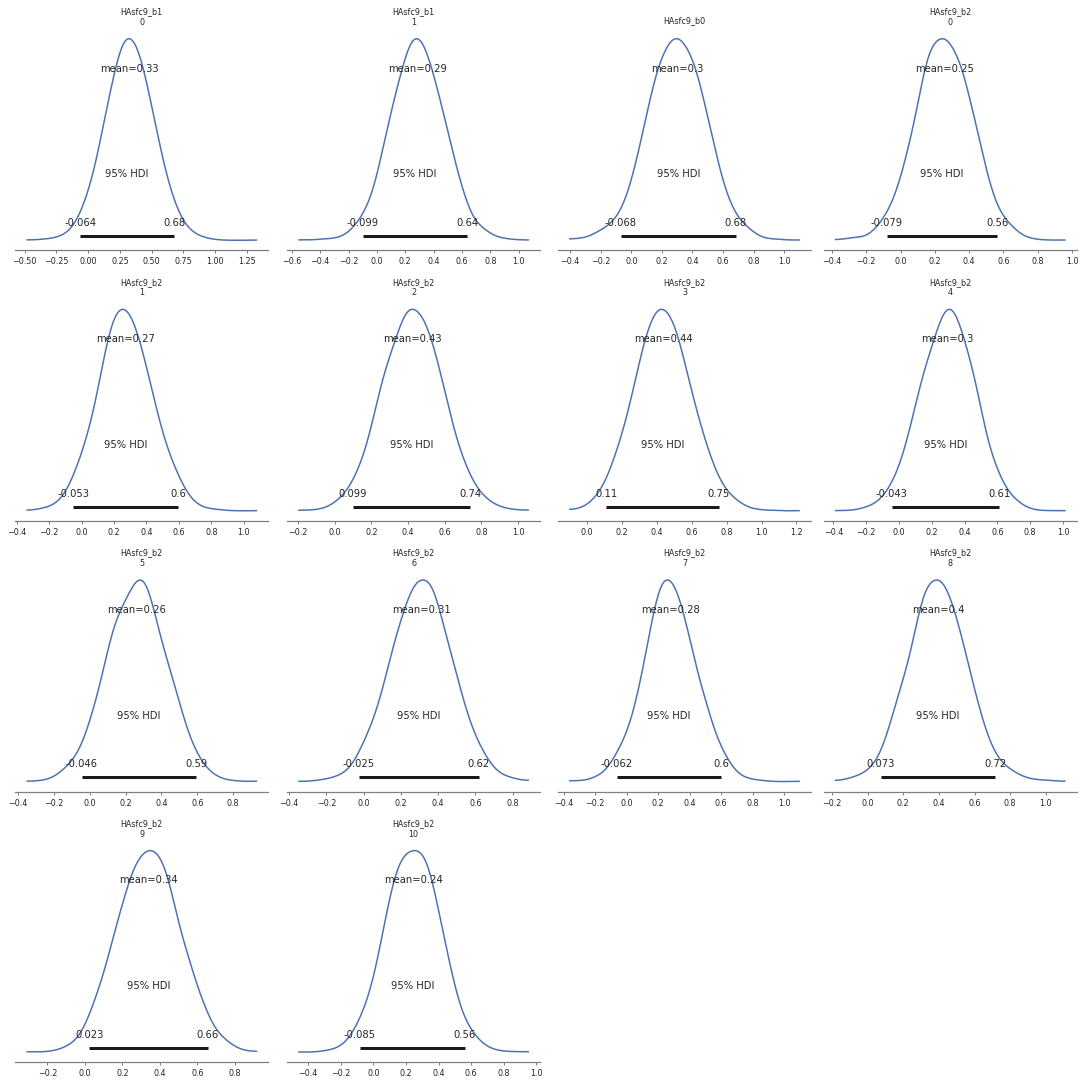 HAsfc9_b1
0
mean=0.33
95% HDI
-0.064 0.68
−0.50 −0.25 0.00 0.25 0.50 0.75 1.00 1.25
HAsfc9_b1
1
mean=0.29
95% HDI
-0.099 0.64
−0.6 −0.4 −0.2 0.0 0.2 0.4 0.6 0.8 1.0
HAsfc9_b0
mean=0.3
95% HDI
-0.068 0.68
−0.4 −0.2 0.0 0.2 0.4 0.6 0.8 1.0
HAsfc9_b2
0
mean=0.25
95% HDI
-0.079 0.56
−0.4 −0.2 0.0 0.2 0.4 0.6 0.8 1.0
HAsfc9_b2
1
mean=0.27
95% HDI
-0.053 0.6
−0.4 −0.2 0.0 0.2 0.4 0.6 0.8 1.0
HAsfc9_b2
2
mean=0.43
95% HDI
0.099 0.74
−0.2 0.0 0.2 0.4 0.6 0.8 1.0
HAsfc9_b2
3
mean=0.44
95% HDI
0.11 0.75
0.0 0.2 0.4 0.6 0.8 1.0 1.2
HAsfc9_b2
4
mean=0.3
95% HDI
-0.043 0.61
−0.4 −0.2 0.0 0.2 0.4 0.6 0.8 1.0
HAsfc9_b2
5
mean=0.26
95% HDI
-0.046 0.59
−0.4 −0.2 0.0 0.2 0.4 0.6 0.8
HAsfc9_b2
6
mean=0.31
95% HDI
-0.025 0.62
−0.4 −0.2 0.0 0.2 0.4 0.6 0.8
HAsfc9_b2
7
mean=0.28
95% HDI
-0.062 0.6
−0.4 −0.2 0.0 0.2 0.4 0.6 0.8 1.0
HAsfc9_b2
8
mean=0.4
95% HDI
0.073 0.72
−0.2 0.0 0.2 0.4 0.6 0.8 1.0
HAsfc9_b2
9
mean=0.34
95% HDI
0.023 0.66
−0.2 0.0 0.2 0.4 0.6 0.8
HAsfc9_b2
10
mean=0.24
95% HDI
-0.085 0.56
−0.4 −0.2 0.0 0.2 0.4 0.6 0.8 1.0